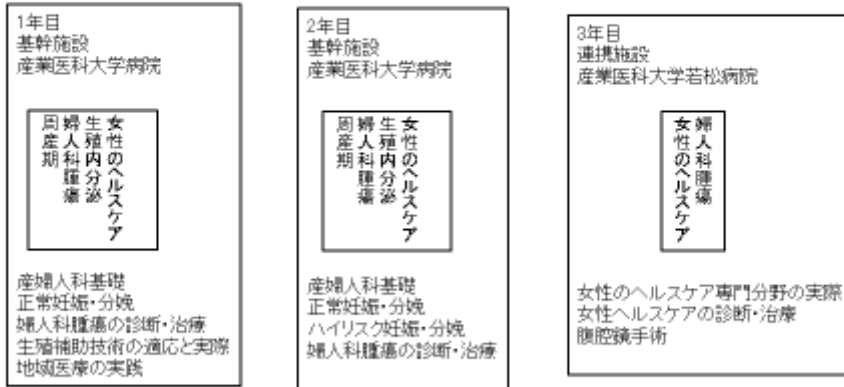 1年目
基幹施設
産業医科大学病院
女性のヘルスケア
生殖内分泌
婦人科腫瘍
周産期
産婦人科基礎
正常妊娠・分娩
婦人科腫瘍の診断・治療
生殖補助技術の適応と実際
地域医療の実践
2年目
基幹施設
産業医科大学病院
女性のヘルスケア
生殖内分泌
婦人科腫瘍
周産期
産婦人科基礎
正常妊娠・分娩
ハイリスク妊娠・分娩
婦人科腫瘍の診断・治療
3年目
連携施設
産業医科大学若松病院
婦人科腫瘍
女性のヘルスケア
女性のヘルスケア専門分野の実際
女性ヘルスケアの診断・治療
腹腔鏡手術